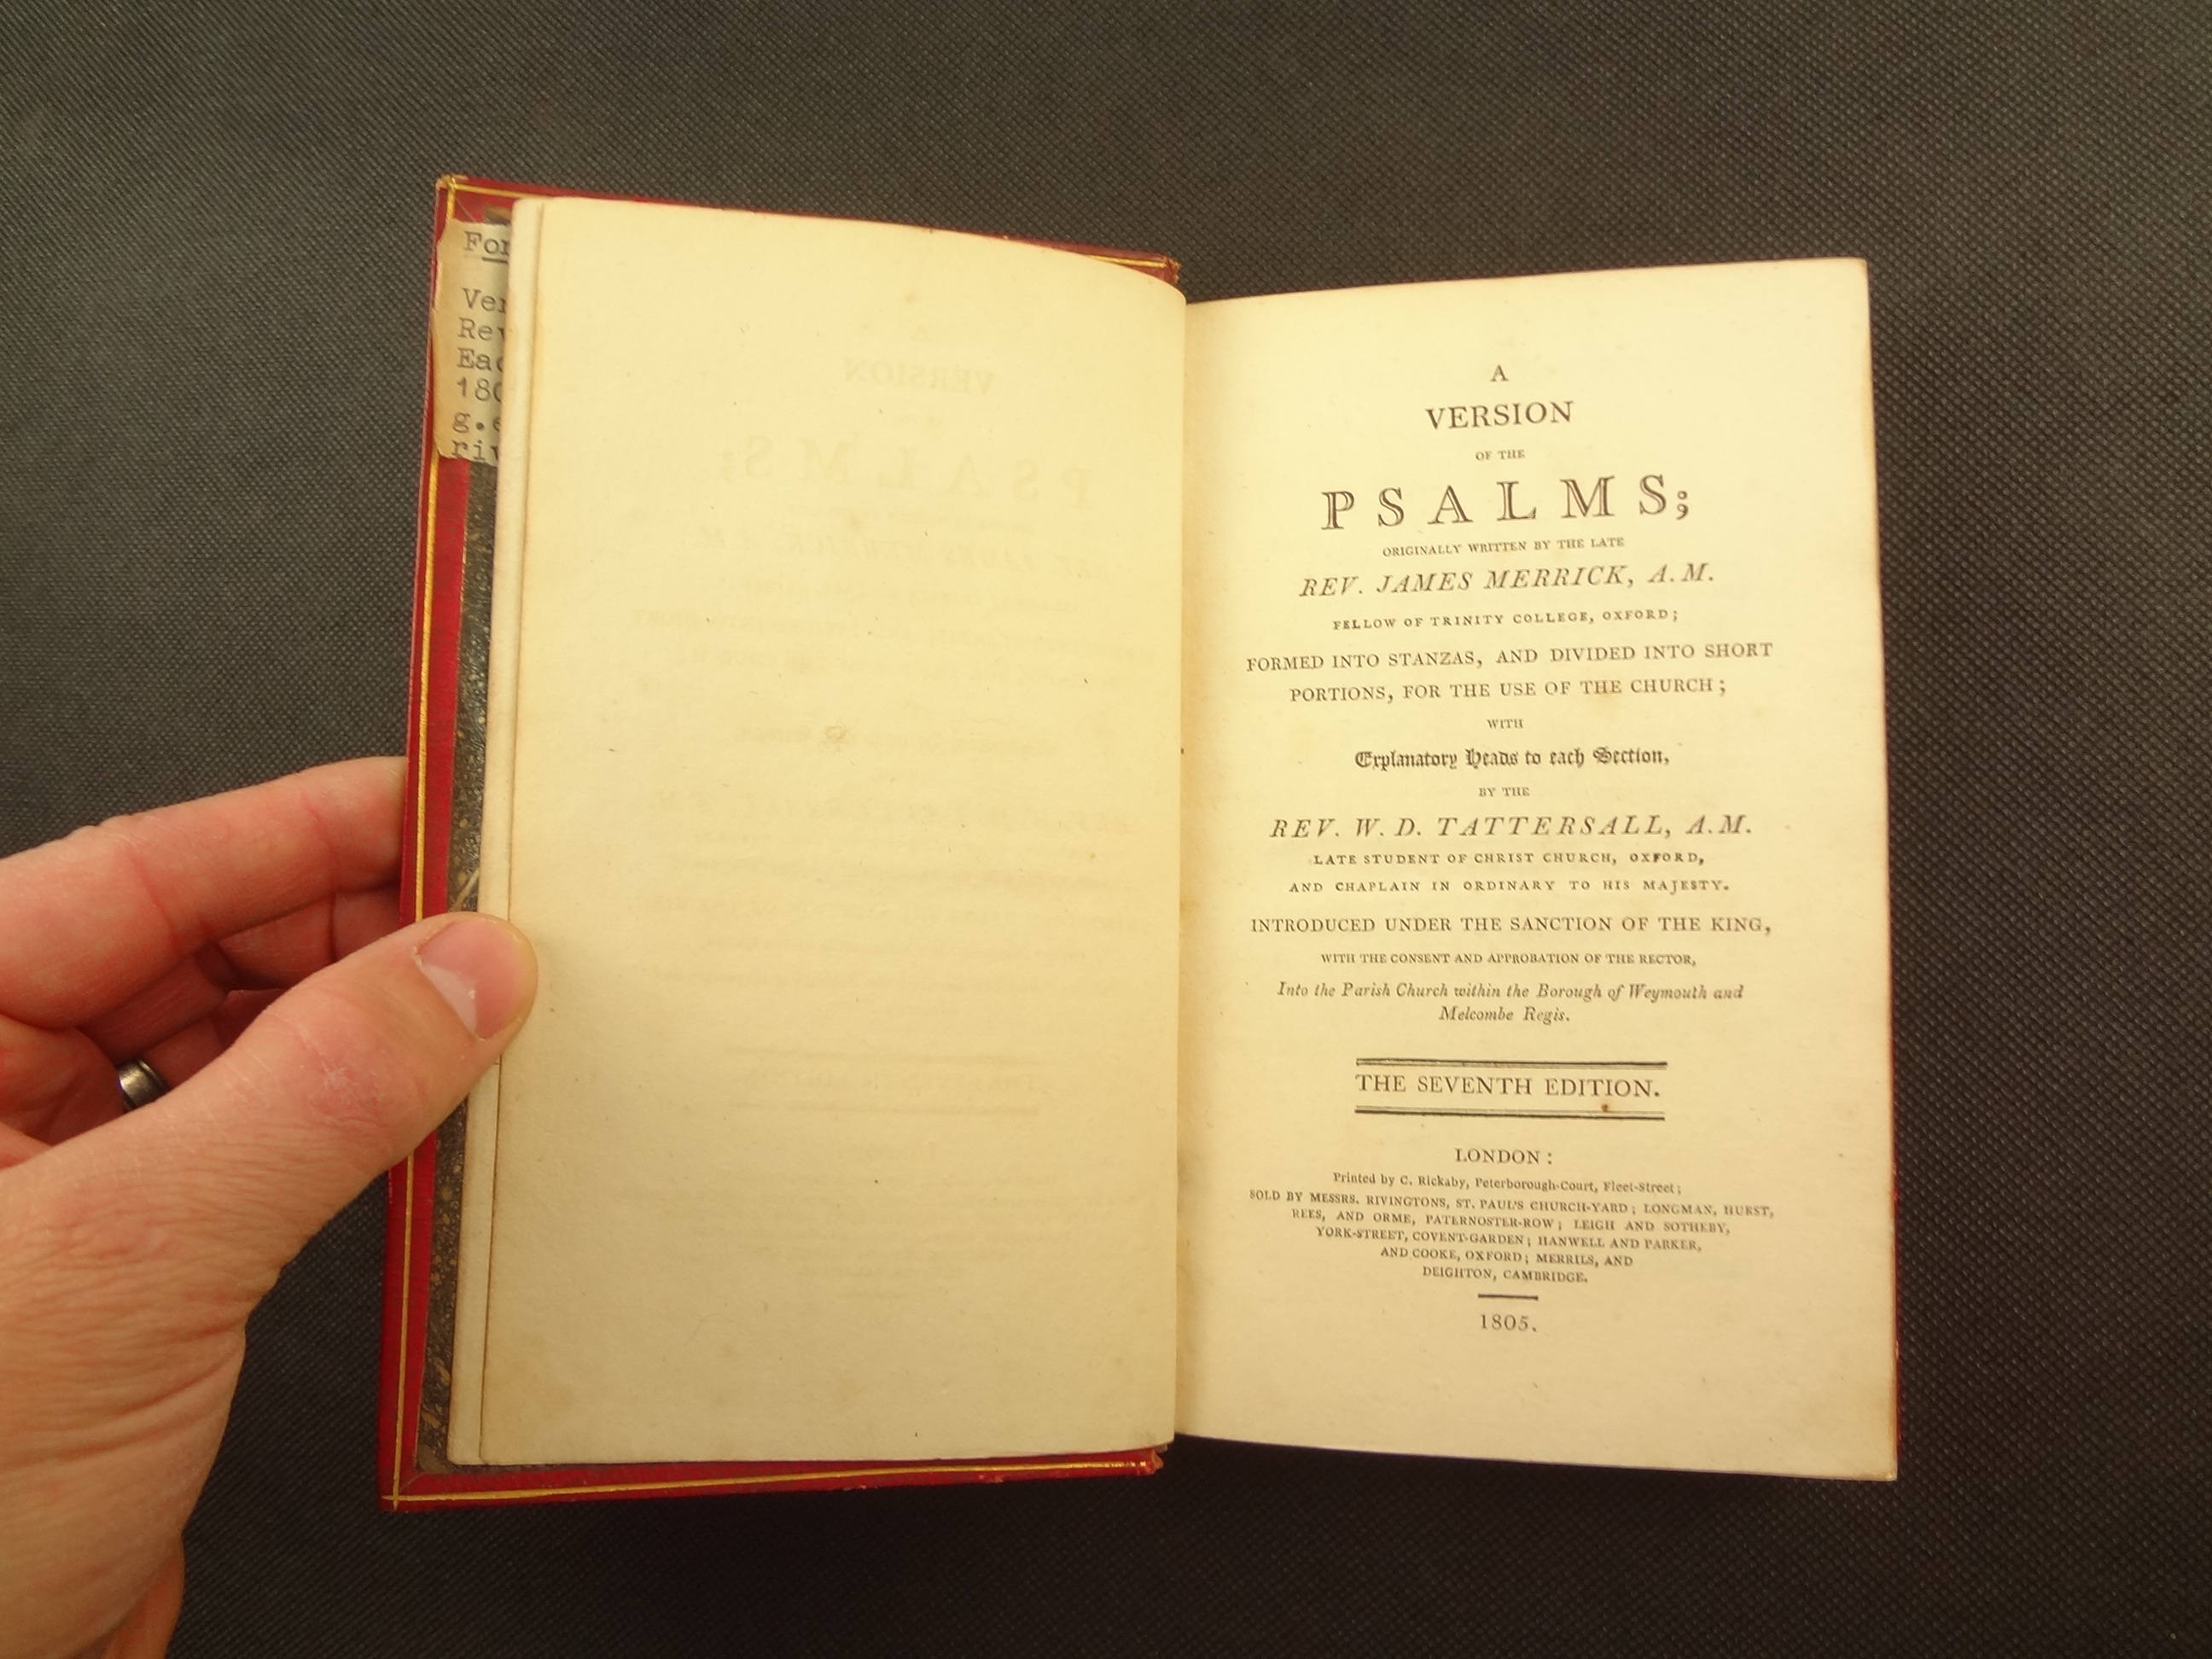 For
Ver
Rev
Eac
180
g.e
riv
A
VERSION
OF THE
PSALMS;
ORIGINALLY WRITTEN BY THE LATE
REV. JAMES MERRICK, A.M.
FELLOW OF TRINITY COLLEGE, OXFORD;
FORMED INTO STANZAS, AND DIVIDED INTO SHORT
PORTIONS, FOR THE USE OF THE CHURCH;
WITH
Explanatory Heads to each Section,
BY THE
REV. W. D. TATTERSALL, A.M.
LATE STUDENT OF CHRIST CHURCH, OXFORD,
AND CHAPLAIN IN ORDINARY TO HIS MAJESTY.
INTRODUCED UNDER THE SANCTION OF THE KING,
WITH THE CONSENT AND APPROBATION OF THE RECTOR,
Into the Parish Church within the Borough of Weymouth and
Melcombe Regis.
THE SEVENTH EDITION.
LONDON:
Printed by C. Rickaby, Peterborough-Court, Fleet-Street;
SOLD BY MESSRS. RIVINGTONS, ST. PAUL'S CHURCH-YARD; LONGMAN, HURST,
REES, AND ORME, PATERNOSTER-ROW; LEIGH AND SOTHEBY,
YORK-STREET, COVENT-GARDEN; HANWELL AND PARKER,
AND COOKE, OXFORD; MERRILS, AND
DEIGHTON, CAMBRIDGE.
1805.